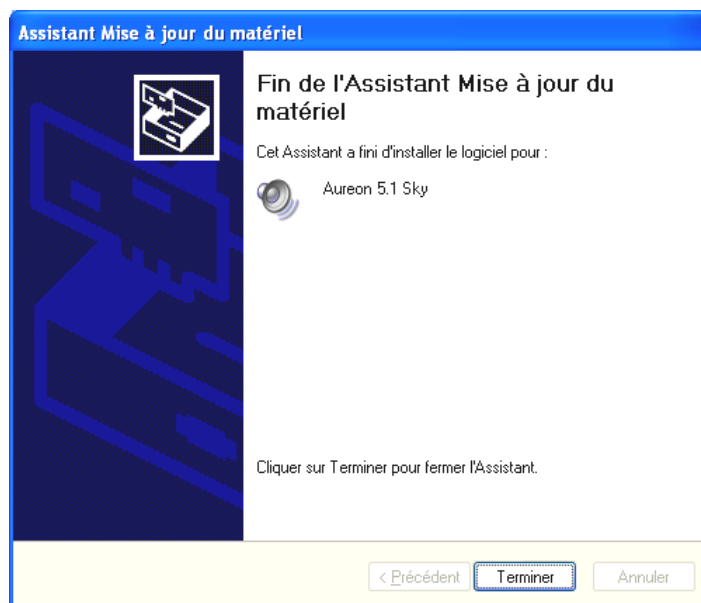 Assistant Mise à jour du matériel
Fin de l'Assistant Mise à jour du
matériel
Cet Assistant a fini d'installer le logiciel pour :
Aureon 5.1 Sky
Cliquer sur Terminer pour fermer l'Assistant.
< Précédent Terminer Annuler